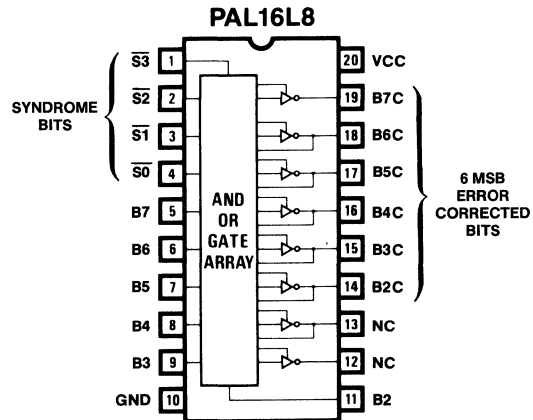 PAL16L8
S3 1 20 VCC
S2 2 19 B7C
S1 3 18 B6C
S0 4 17 B5C
B7 5 16 B4C
B6 6 15 B3C
B5 7 14 B2C
B4 8 13 NC
B3 9 12 NC
GND 10 11 B2
SYNDROME
BITS
AND
OR
GATE
ARRAY
6 MSB
ERROR
CORRECTED
BITS